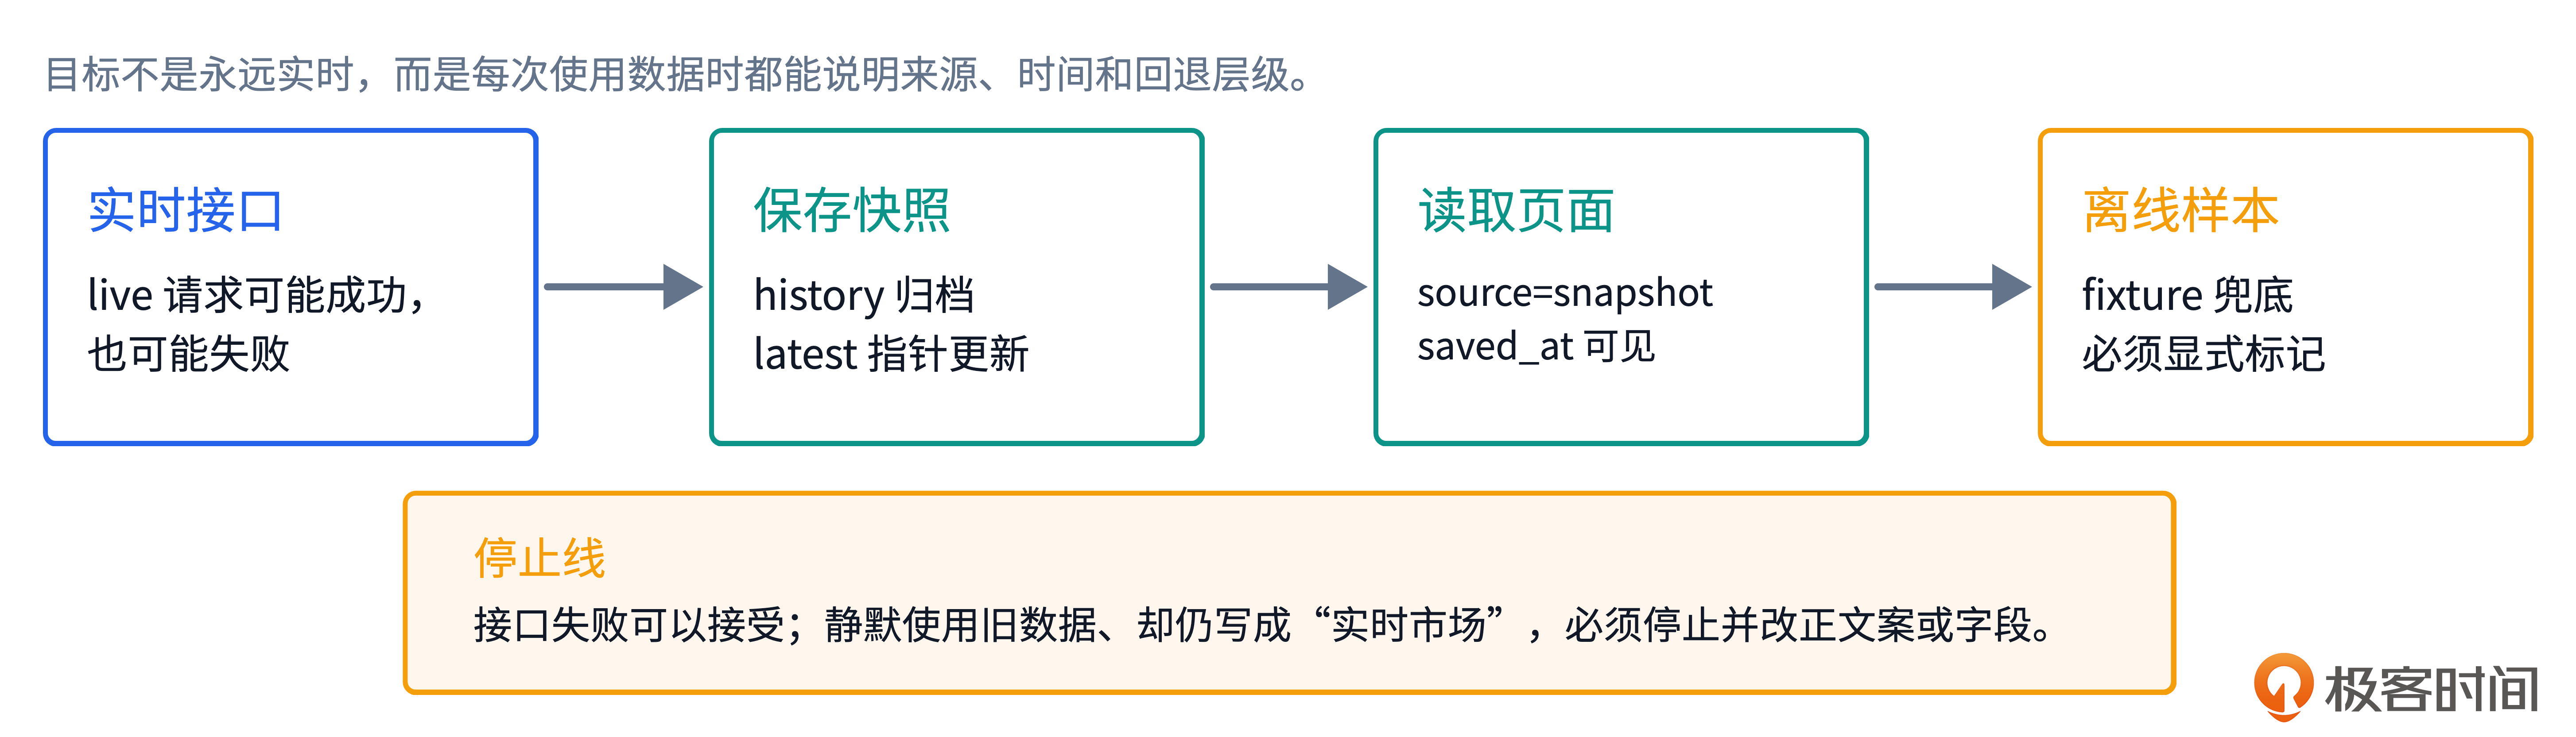 目标不是永远实时，而是每次使用数据时都能说明来源、时间和回退层级。
实时接口
live 请求可能成功，
也可能失败
保存快照
history 归档
latest 指针更新
读取页面
source=snapshot
saved_at 可见
离线样本
fixture 兜底
必须显式标记
停止线
接口失败可以接受；静默使用旧数据、却仍写成“实时市场”，必须停止并改正文案或字段。
极客时间